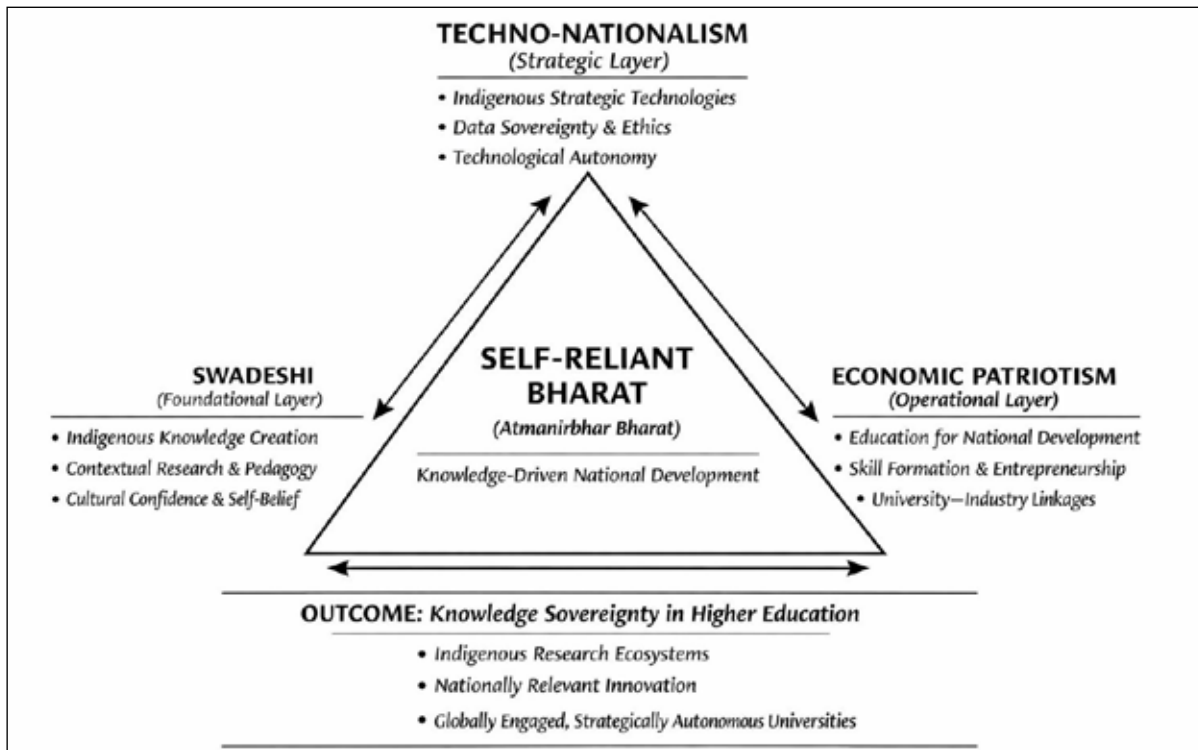 TECHNO-NATIONALISM
(Strategic Layer)
• Indigenous Strategic Technologies
• Data Sovereignty & Ethics
• Technological Autonomy
SWADESHI
(Foundational Layer)
• Indigenous Knowledge Creation
• Contextual Research & Pedagogy
• Cultural Confidence & Self-Belief
SELF-RELIANT
BHARAT
(Atmanirbhar Bharat)
Knowledge-Driven National Development
ECONOMIC PATRIOTISM
(Operational Layer)
• Education for National Development
• Skill Formation & Entrepreneurship
• University—Industry Linkages
OUTCOME: Knowledge Sovereignty in Higher Education
• Indigenous Research Ecosystems
• Nationally Relevant Innovation
• Globally Engaged, Strategically Autonomous Universities